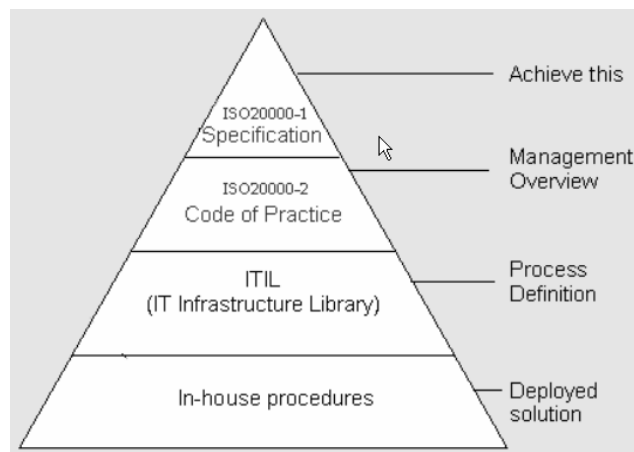 ISO20000-1
Specification
Achieve this
ISO20000-2
Code of Practice
Management
Overview
ITIL
(IT Infrastructure Library)
Process
Definition
In-house procedures
Deployed
solution